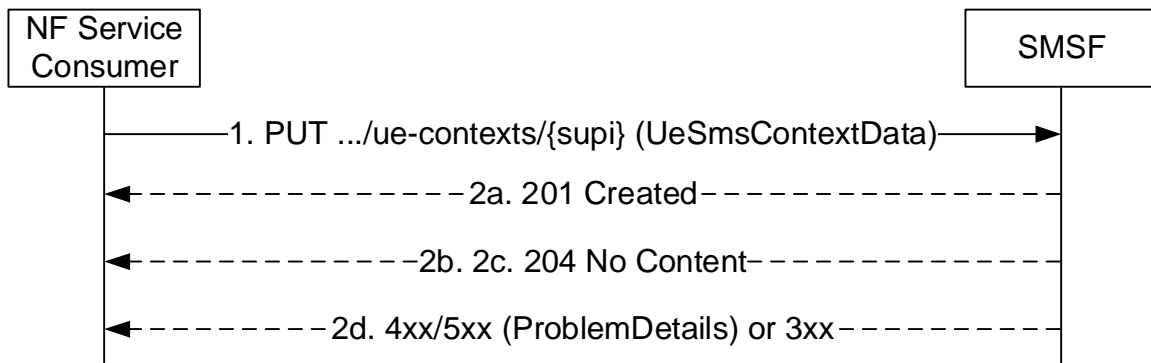 NF Service
Consumer
SMSF
1. PUT .../ue-contexts/{supi} (UeSmsContextData)
2a. 201 Created
2b. 2c. 204 No Content
2d. 4xx/5xx (ProblemDetails) or 3xx